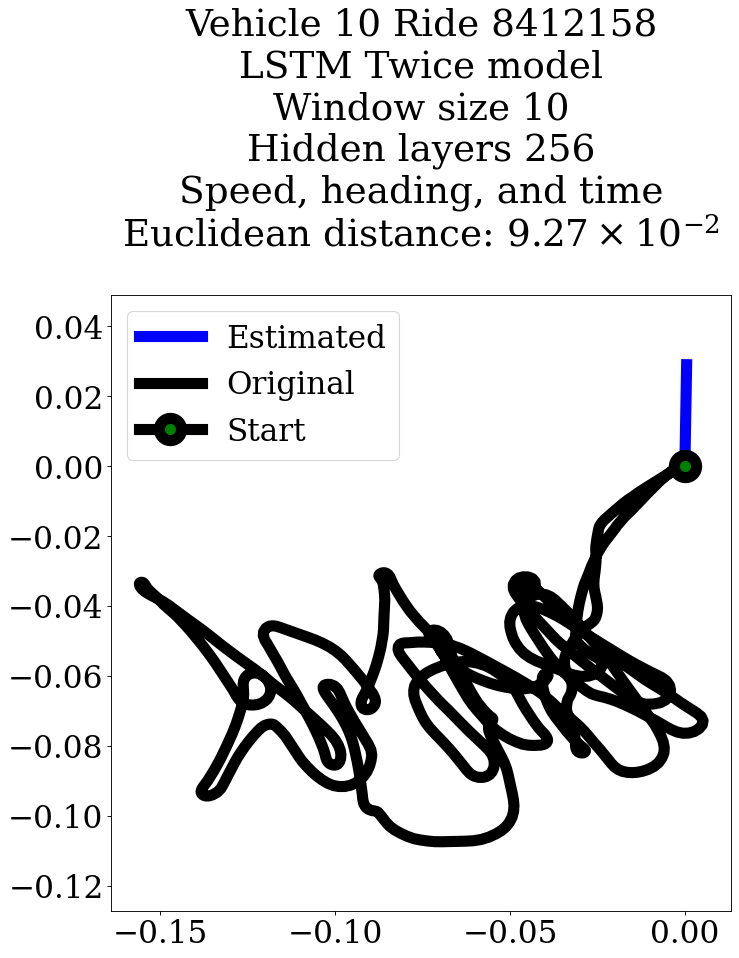 Vehicle 10 Ride 8412158
LSTM Twice model
Window size 10
Hidden layers 256
Speed, heading, and time
Euclidean distance: 9.27 × 10⁻²
Estimated
Original
Start
0.04
0.02
0.00
−0.02
−0.04
−0.06
−0.08
−0.10
−0.12
−0.15 −0.10 −0.05 0.00